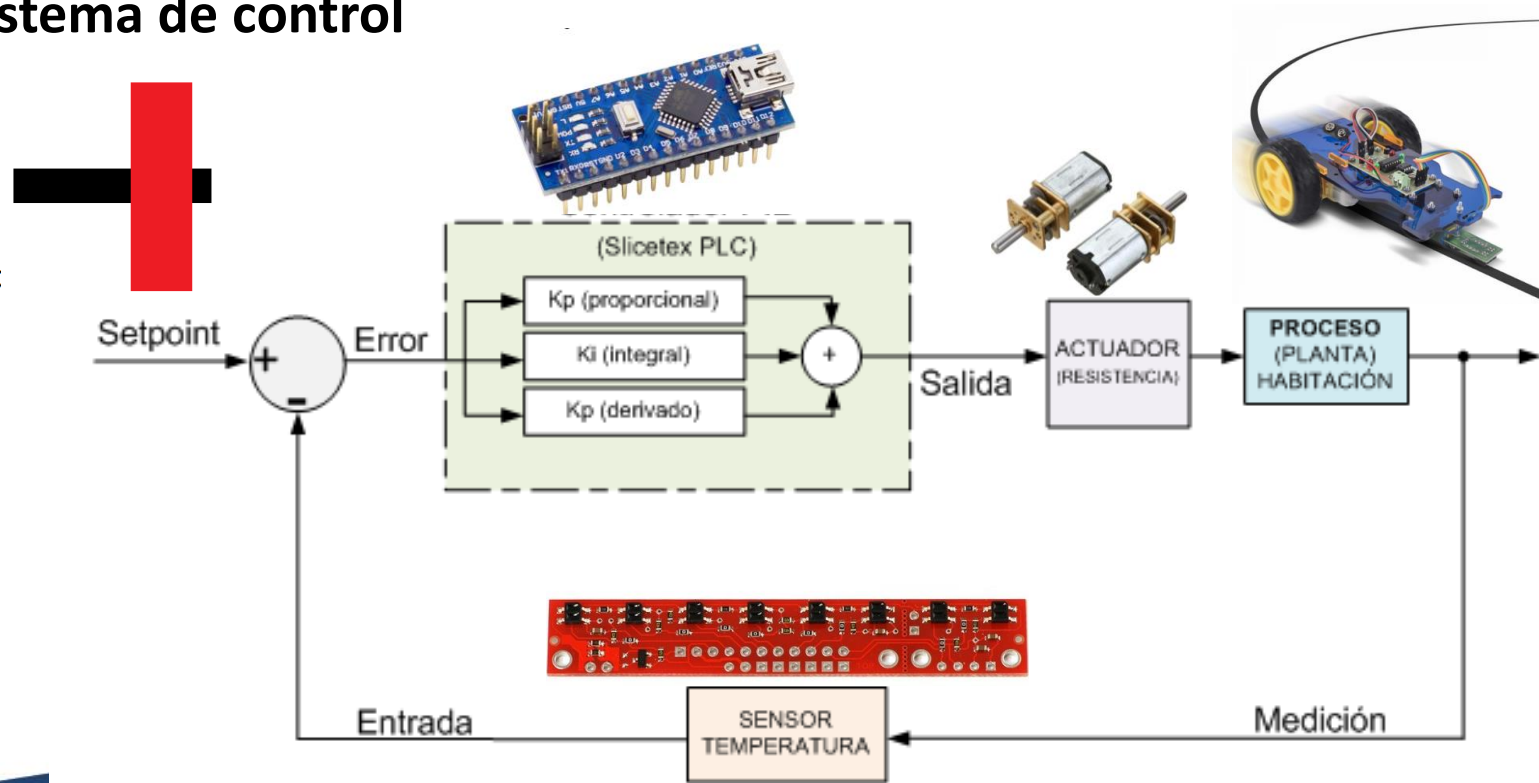 stema de control
(Slicetex PLC)
Setpoint
+
-
Error
Kp (proporcional)
Ki (integral)
Kp (derivado)
+
Salida
ACTUADOR
(RESISTENCIA)
PROCESO
(PLANTA)
HABITACIÓN
Entrada
SENSOR
TEMPERATURA
Medición